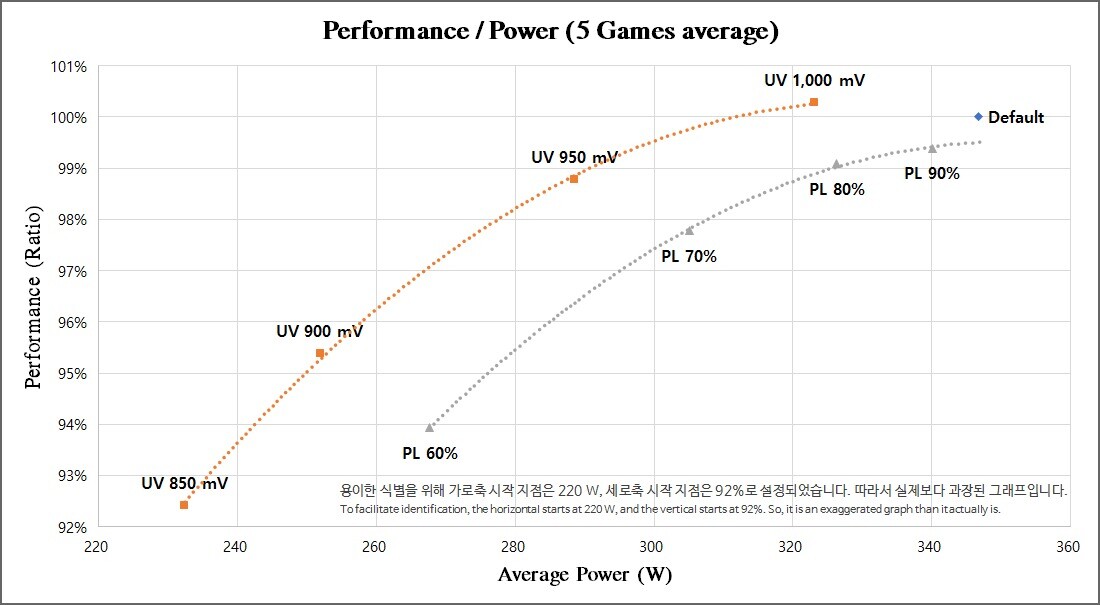 Performance / Power (5 Games average)
101%
100%
99%
98%
97%
96%
95%
94%
93%
92%
Performance (Ratio)
UV 1,000 mV
Default
UV 950 mV
PL 90%
PL 80%
PL 70%
UV 900 mV
PL 60%
UV 850 mV
용이한 식별을 위해 가로축 시작 지점은 220 W, 세로축 시작 지점은 92%로 설정되었습니다. 따라서 실제보다 과장된 그래프입니다.
To facilitate identification, the horizontal starts at 220 W, and the vertical starts at 92%. So, it is an exaggerated graph than it actually is.
220 240 260 280 300 320 340 360
Average Power (W)